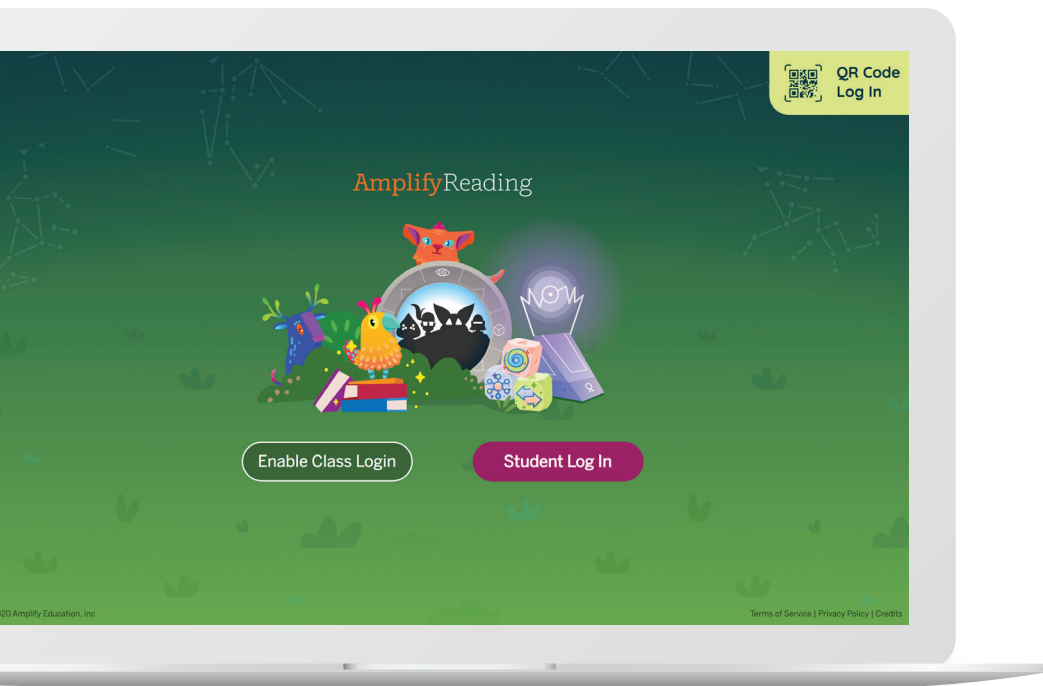 QR Code
Log In
AmplifyReading
Enable Class Login
Student Log In
20 Amplify Education, Inc
Terms of Service | Privacy Policy | Credits